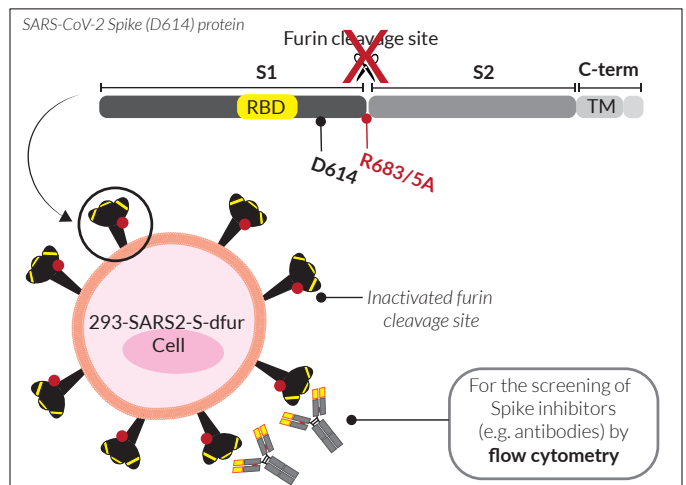 SARS-CoV-2 Spike (D614) protein
Furin cleavage site
S1
S2
C-term
RBD
TM
D614
R683/5A
293-SARS2-S-dfur
Cell
Inactivated furin
cleavage site
For the screening of
Spike inhibitors
(e.g. antibodies) by
flow cytometry